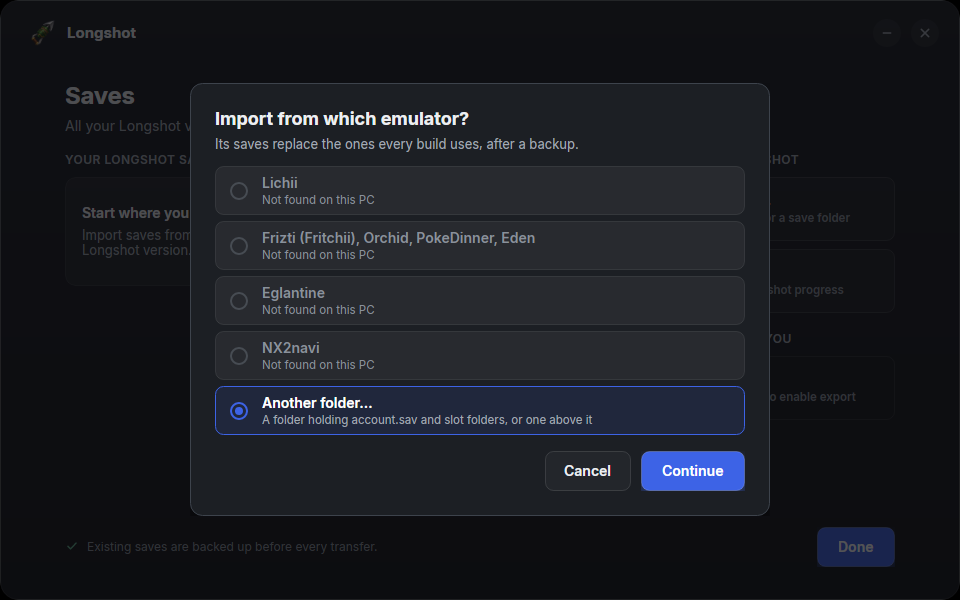 Longshot
Saves
All your Longshot v
YOUR LONGSHOT SA
SHOT
Start where you
Import saves from
Longshot version.
r a save folder
shot progress
YOU
o enable export
Import from which emulator?
Its saves replace the ones every build uses, after a backup.
Lichii
Not found on this PC
Frizti (Fritchii), Orchid, PokeDinner, Eden
Not found on this PC
Eglantine
Not found on this PC
NX2navi
Not found on this PC
Another folder...
A folder holding account.sav and slot folders, or one above it
Cancel
Continue
Existing saves are backed up before every transfer.
Done